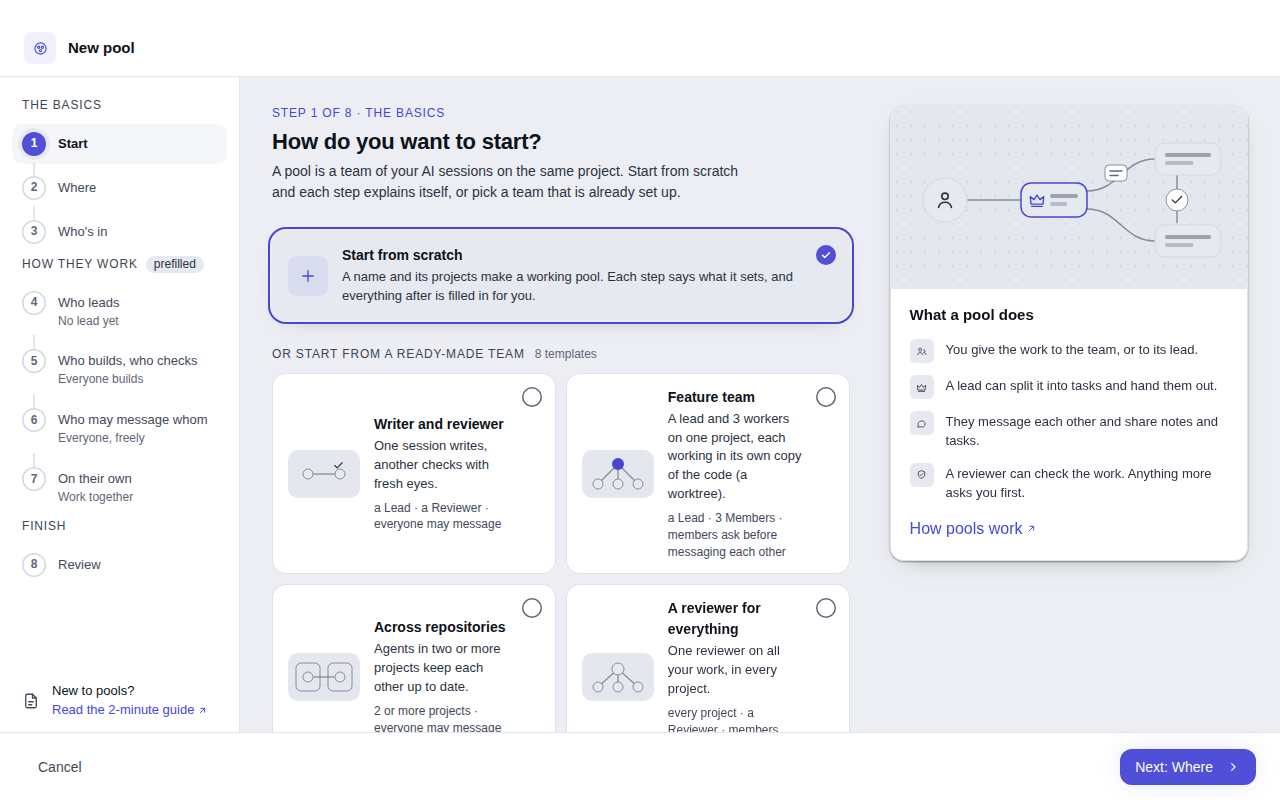 New pool
THE BASICS
1 Start
2 Where
3 Who's in
HOW THEY WORK prefilled
4 Who leads
No lead yet
5 Who builds, who checks
Everyone builds
6 Who may message whom
Everyone, freely
7 On their own
Work together
FINISH
8 Review
New to pools?
Read the 2-minute guide
STEP 1 OF 8 · THE BASICS
How do you want to start?
A pool is a team of your AI sessions on the same project. Start from scratch
and each step explains itself, or pick a team that is already set up.
Start from scratch
A name and its projects make a working pool. Each step says what it sets, and
everything after is filled in for you.
OR START FROM A READY-MADE TEAM 8 templates
Writer and reviewer
One session writes,
another checks with
fresh eyes.
a Lead · a Reviewer ·
everyone may message
Feature team
A lead and 3 workers
on one project, each
working in its own copy
of the code (a
worktree).
a Lead · 3 Members ·
members ask before
messaging each other
Across repositories
Agents in two or more
projects keep each
other up to date.
2 or more projects ·
everyone may message
A reviewer for
everything
One reviewer on all
your work, in every
project.
every project · a
Reviewer · members
What a pool does
You give the work to the team, or to its lead.
A lead can split it into tasks and hand them out.
They message each other and share notes and
tasks.
A reviewer can check the work. Anything more
asks you first.
How pools work
Cancel
Next: Where